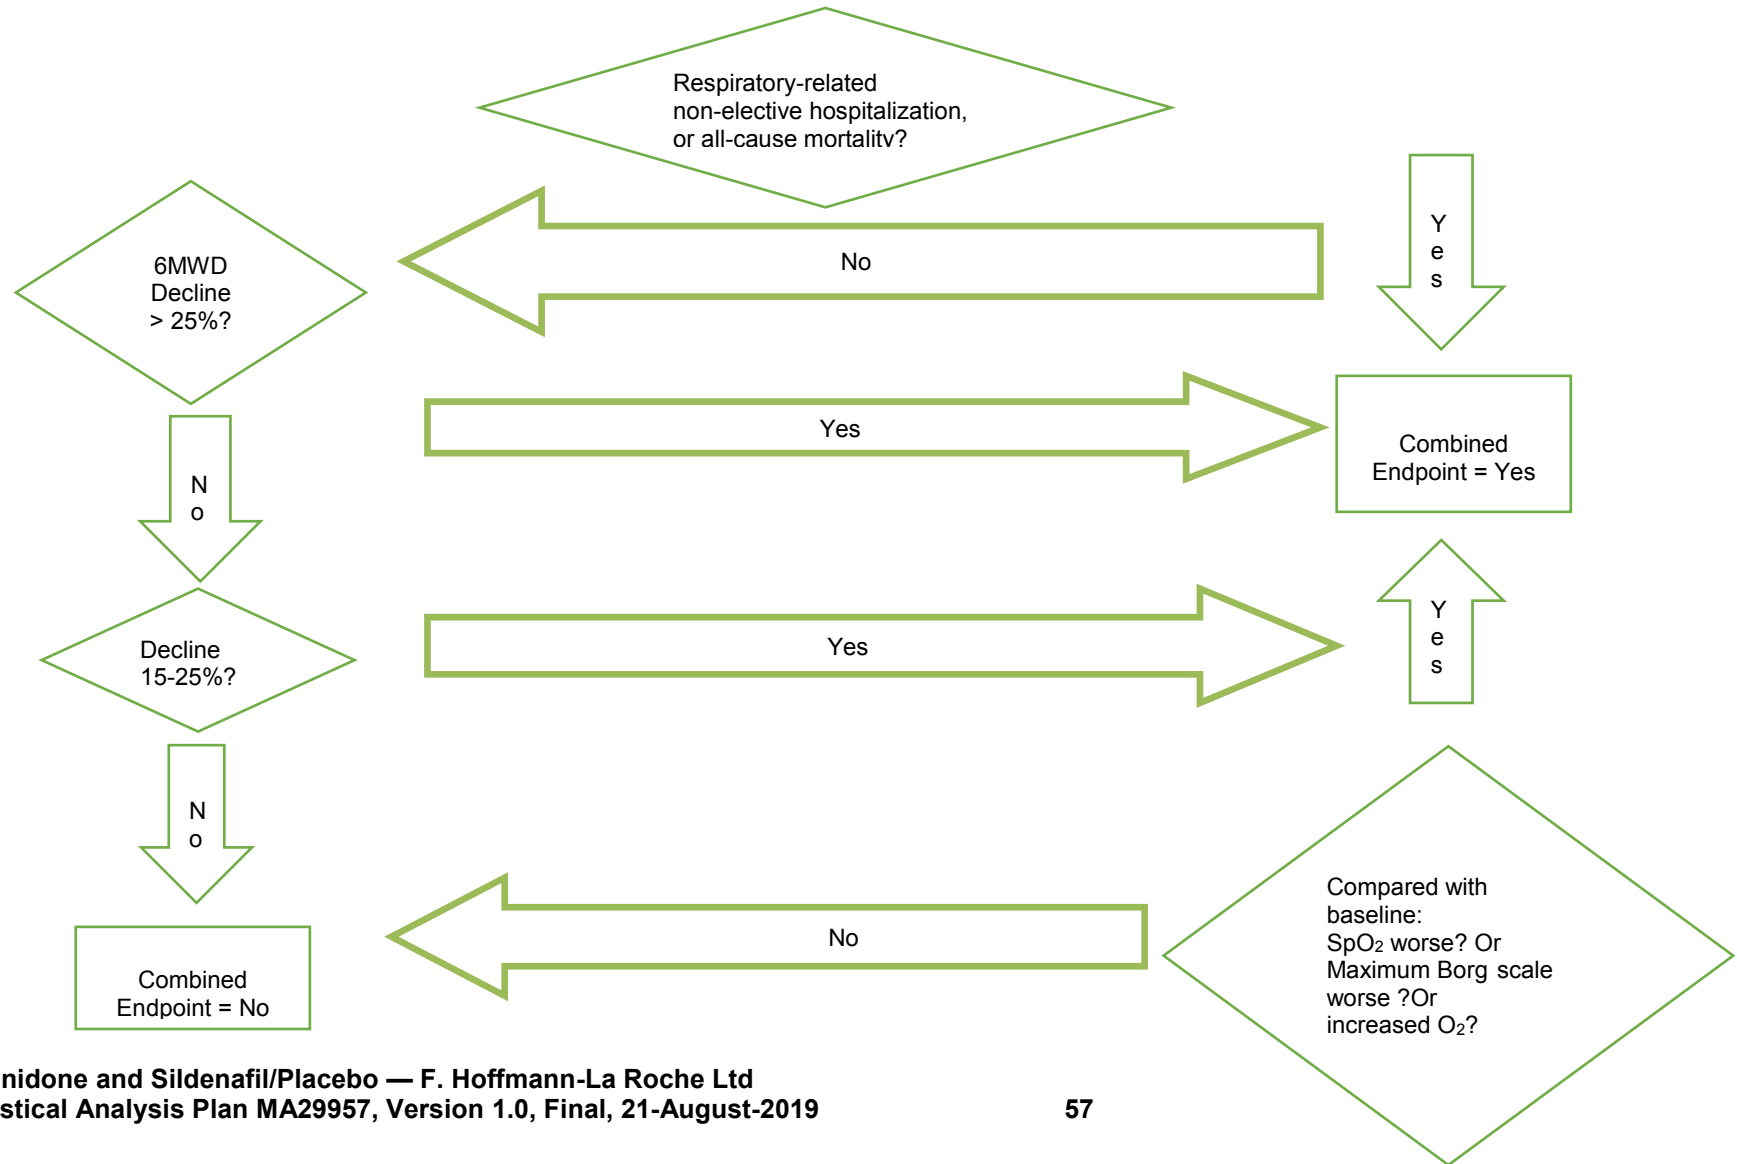 Respiratory-related
non-elective hospitalization,
or all-cause mortality?
Y
e
s
No
6MWD
Decline
> 25%?
Yes
Combined
Endpoint = Yes
N
o
Decline
15-25%?
Yes
Y
e
s
N
o
Compared with
baseline:
SpO₂ worse? Or
Maximum Borg scale
worse ?Or
increased O₂?
No
Combined
Endpoint = No
nidone and Sildenafil/Placebo — F. Hoffmann-La Roche Ltd
stical Analysis Plan MA29957, Version 1.0, Final, 21-August-2019 57